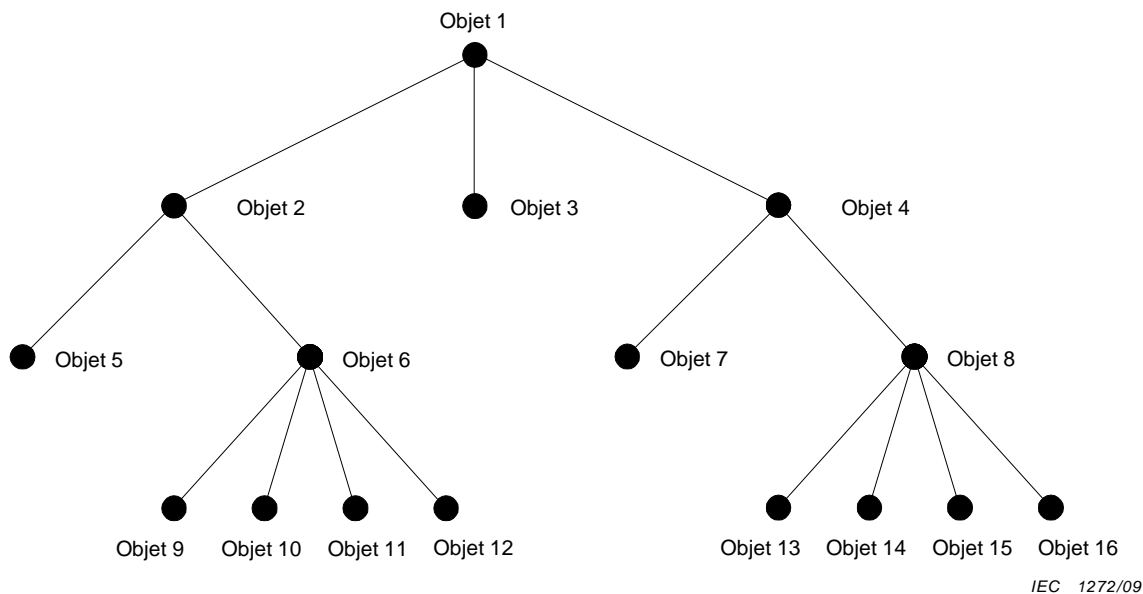 Objet 1
Objet 2
Objet 3
Objet 4
Objet 5
Objet 6
Objet 7
Objet 8
Objet 9
Objet 10
Objet 11
Objet 12
Objet 13
Objet 14
Objet 15
Objet 16
IEC 1272/09